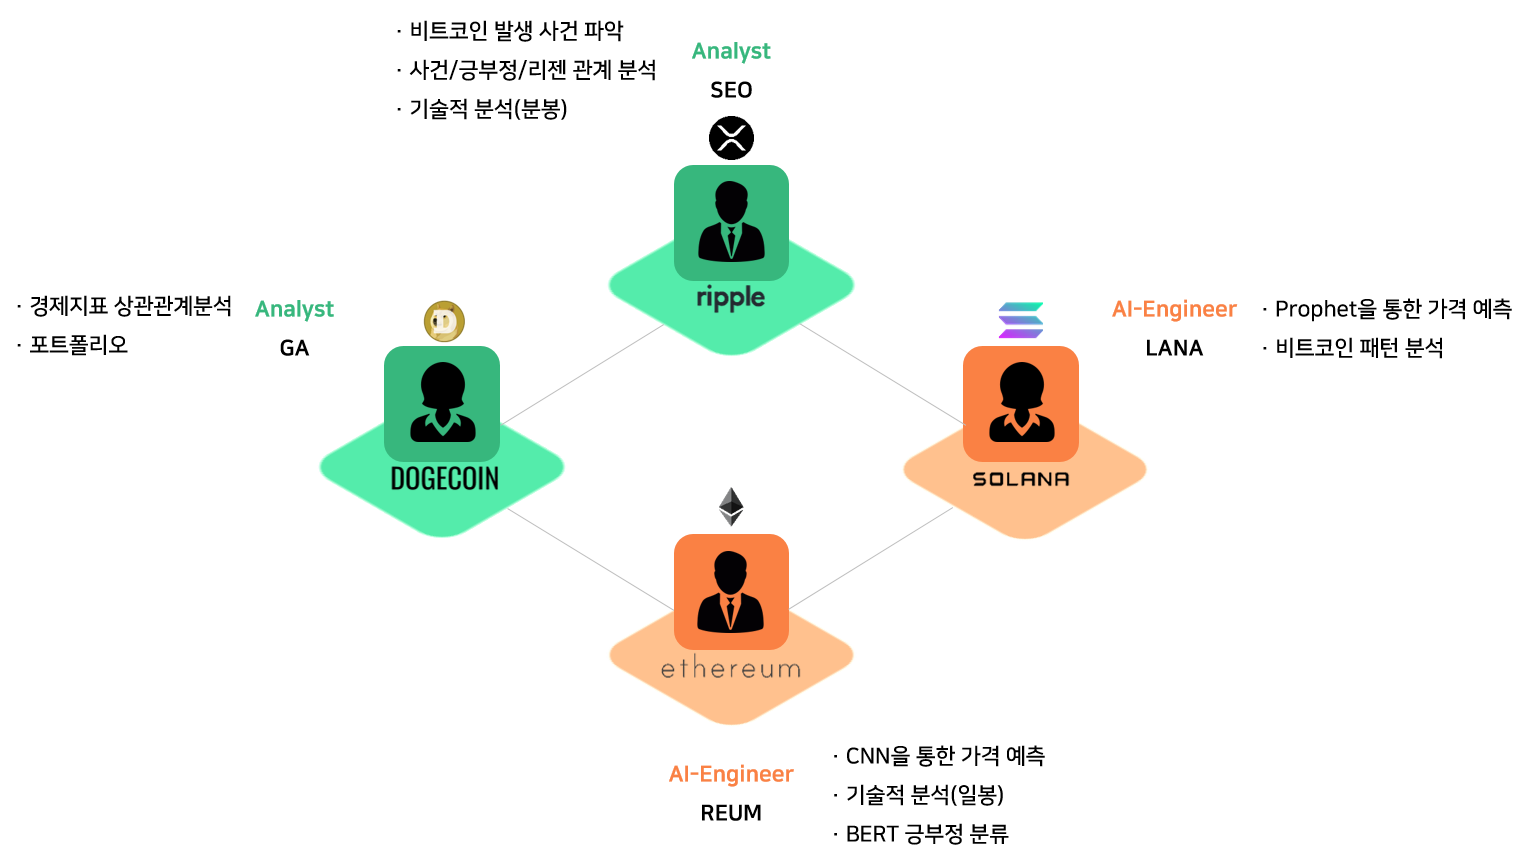 · 비트코인 발생 사건 파악
· 사건/긍부정/리젠 관계 분석
· 기술적 분석(분봉)
Analyst
SEO
ripple
· 경제지표 상관관계분석
· 포트폴리오
Analyst
GA
DOGECOIN
AI-Engineer
LANA
· Prophet을 통한 가격 예측
· 비트코인 패턴 분석
SOLANA
ethereum
AI-Engineer
REUM
· CNN을 통한 가격 예측
· 기술적 분석(일봉)
· BERT 긍부정 분류